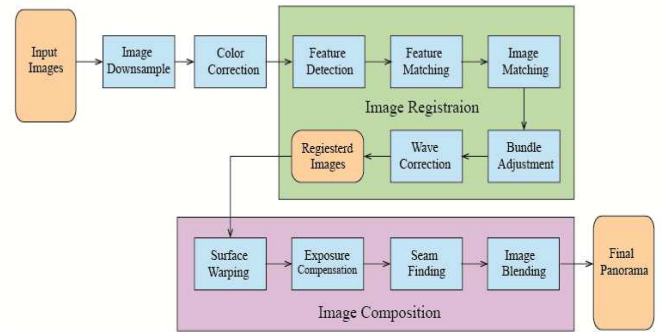 Input
Images
Image
Downsample
Color
Correction
Feature
Detection
Feature
Matching
Image
Matching
Image Registraion
Regiesterd
Images
Wave
Correction
Bundle
Adjustment
Surface
Warping
Exposure
Compensation
Seam
Finding
Image
Blending
Final
Panorama
Image Composition